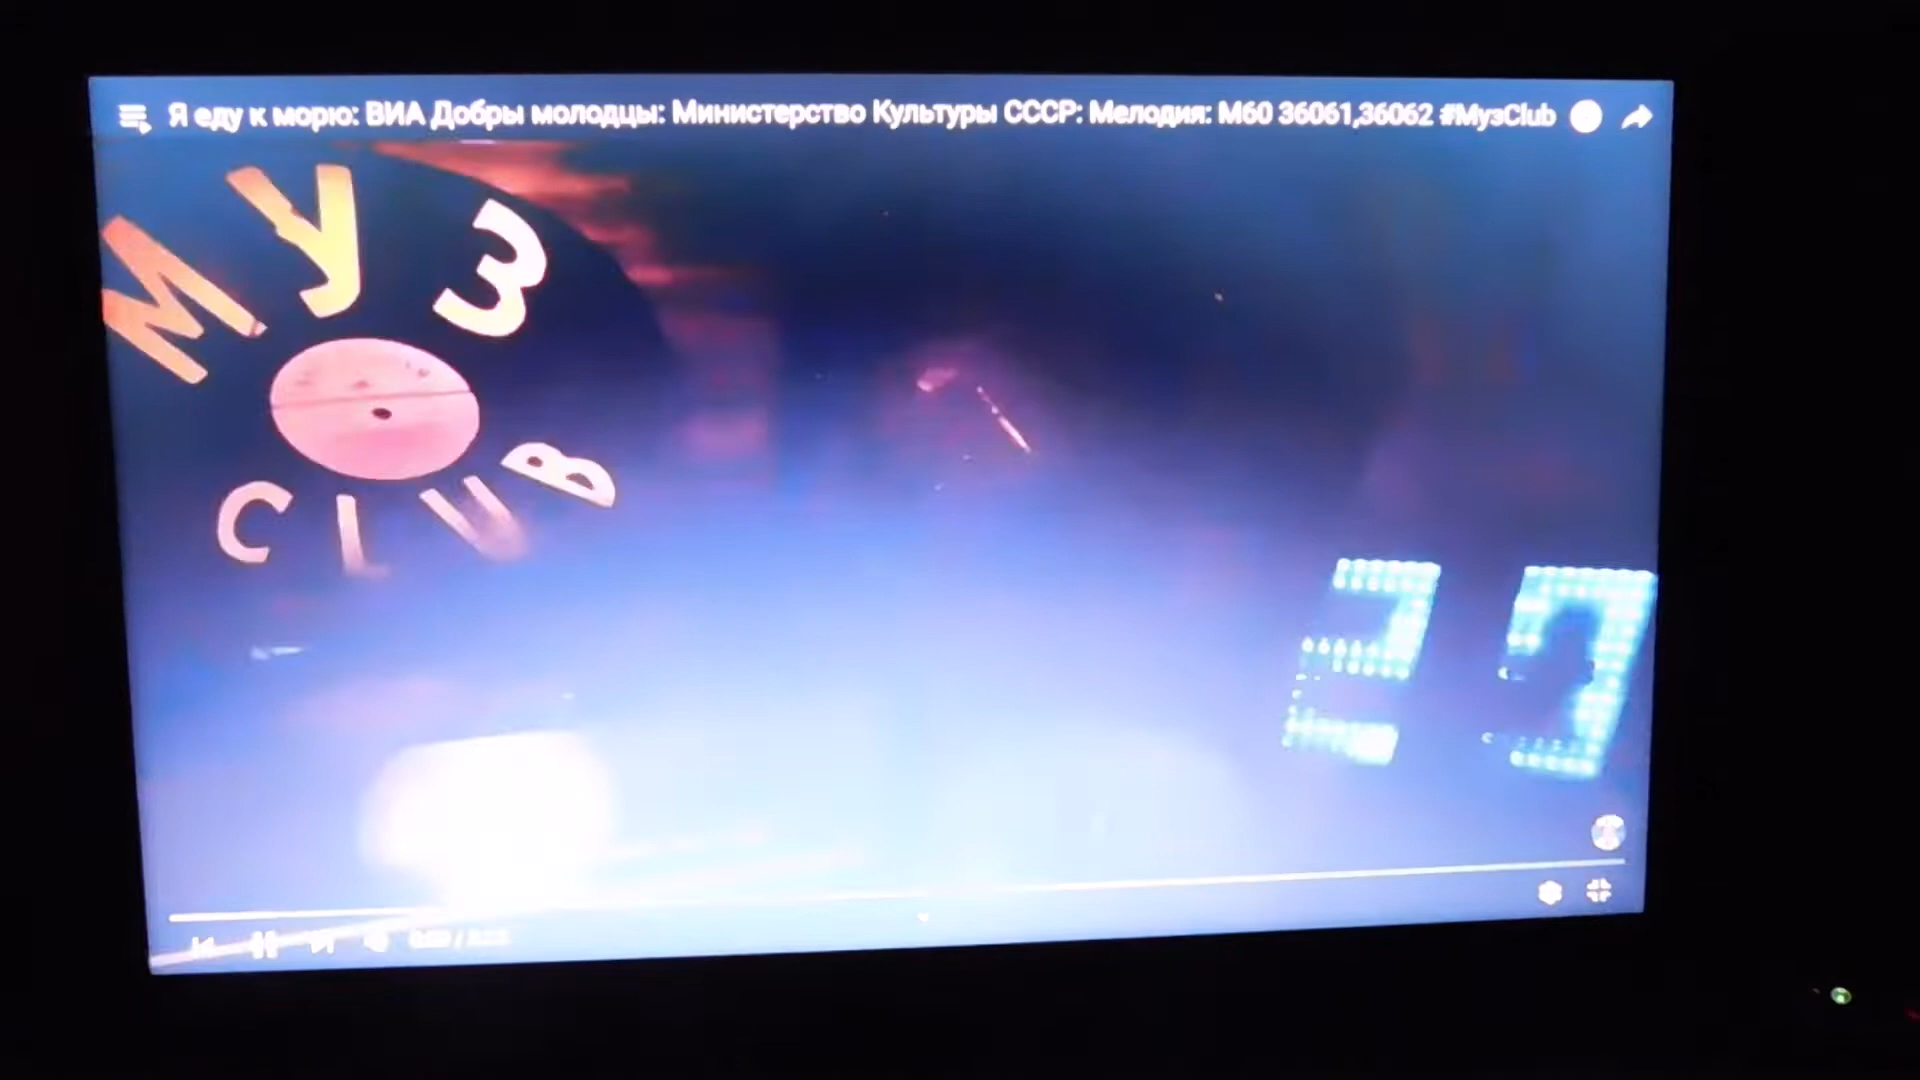 Я еду к морю: ВИА Добры молодцы: Министерство Культуры СССР: Мелодия: М60 36061,36062 #МузClub
МУЗ
CLUB